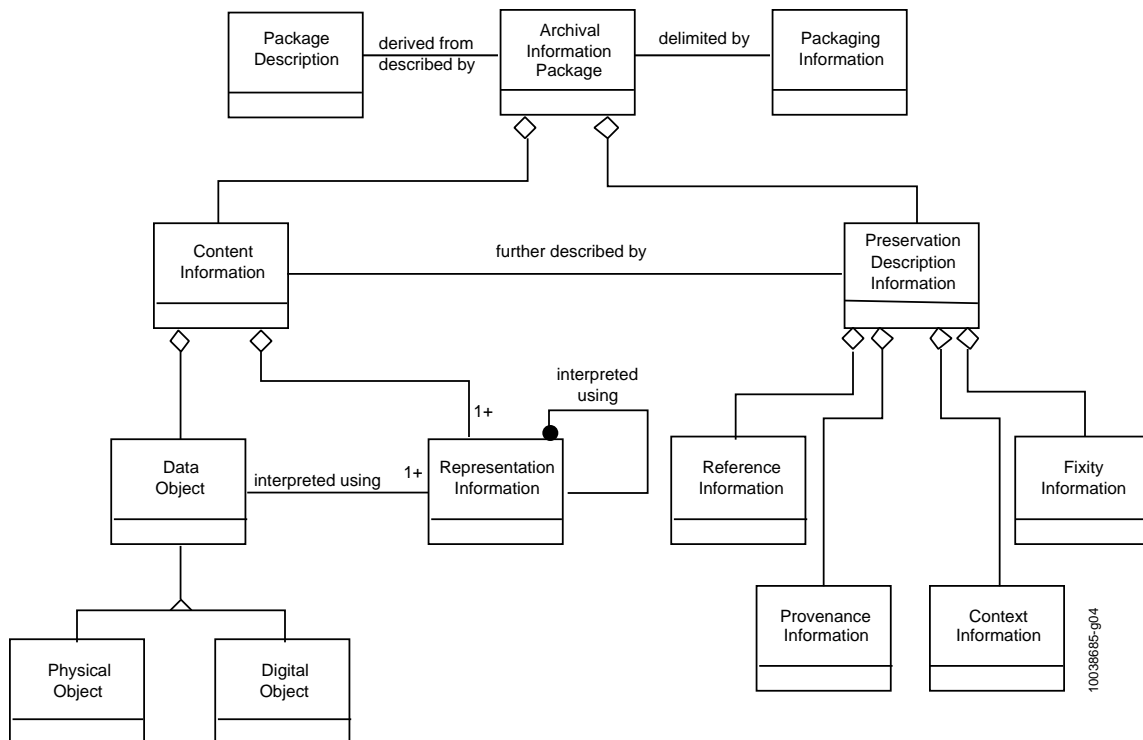 Package
Description
derived from
described by
Archival
Information
Package
delimited by
Packaging
Information
Content
Information
further described by
Preservation
Description
Information
interpreted
using
1+
Data
Object
interpreted using
1+
Representation
Information
Reference
Information
Fixity
Information
Provenance
Information
Context
Information
Physical
Object
Digital
Object
10038685-g04